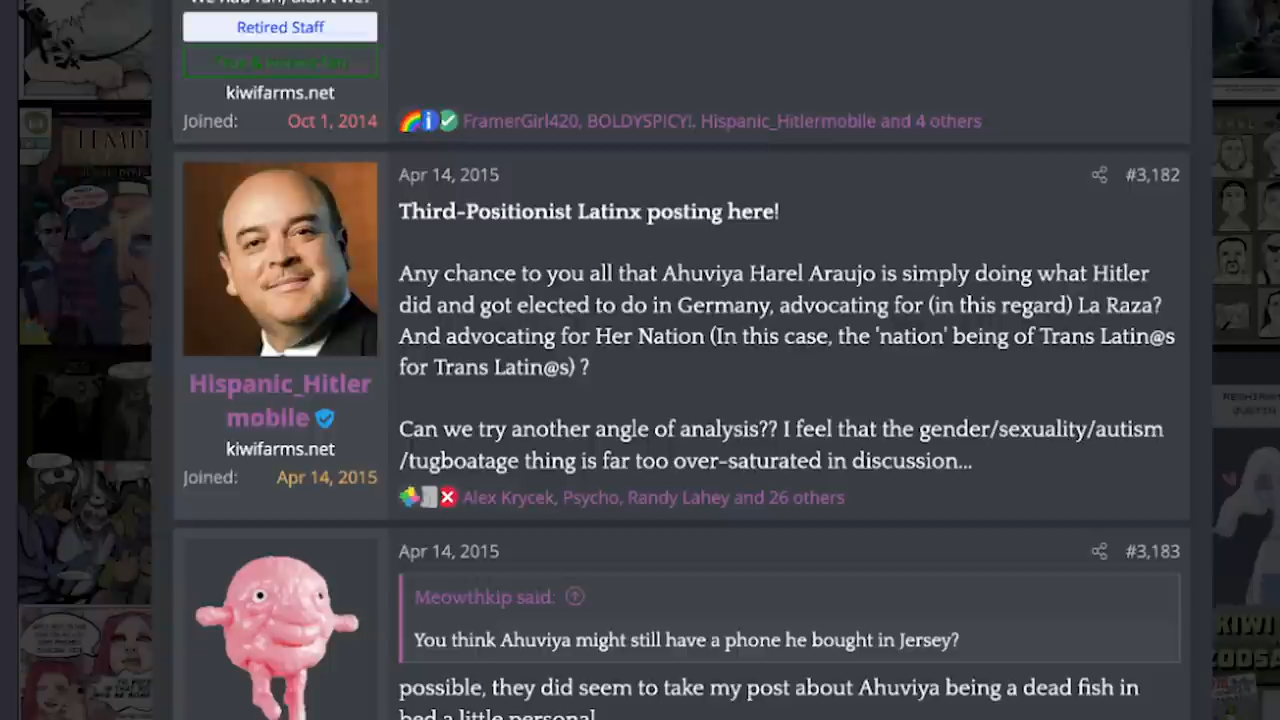 Retired Staff
kiwifarms.net
Joined: Oct 1, 2014
FramerGirl420, BOLDYSPICY!, Hispanic_Hitlermobile and 4 others
Apr 14, 2015
#3,182
Third-Positionist Latinx posting here!
Any chance to you all that Ahuviya Harel Araujo is simply doing what Hitler
did and got elected to do in Germany, advocating for (in this regard) La Raza?
And advocating for Her Nation (In this case, the 'nation' being of Trans Latin@s
for Trans Latin@s) ?
Can we try another angle of analysis?? I feel that the gender/sexuality/autism
/tugboatage thing is far too over-saturated in discussion...
Hispanic_Hitler
mobile
kiwifarms.net
Joined: Apr 14, 2015
Alex Krycek, Psycho, Randy Lahey and 26 others
Apr 14, 2015
#3,183
Meowthkip said:
You think Ahuviya might still have a phone he bought in Jersey?
possible, they did seem to take my post about Ahuviya being a dead fish in
bed a little personal